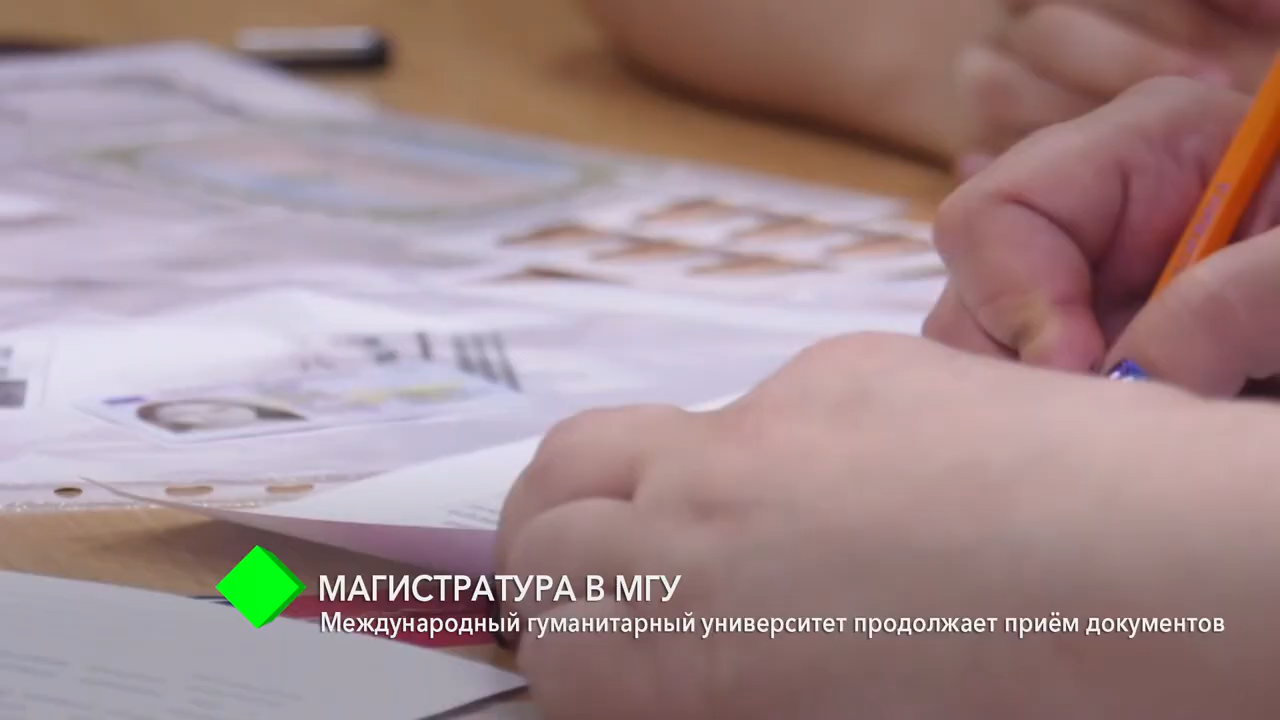 МАГИСТРАТУРА В МГУ
Международный гуманитарный университет продолжает приём документов